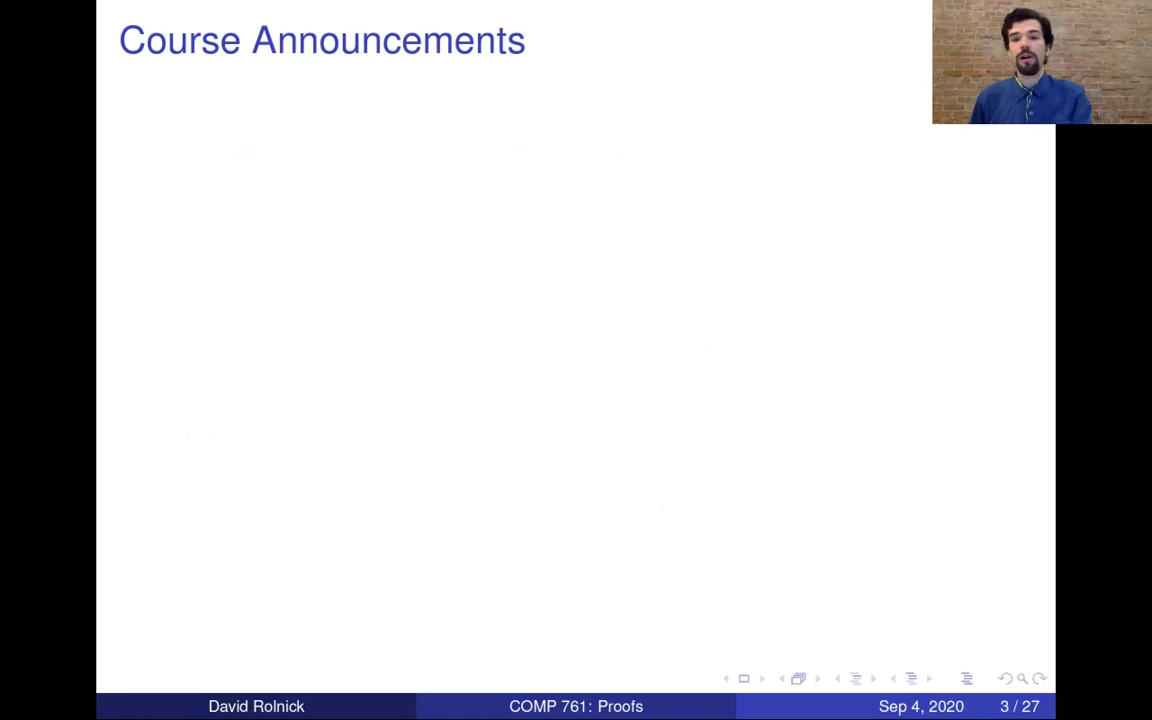 Course Announcements
David Rolnick
COMP 761: Proofs
Sep 4, 2020
3 / 27